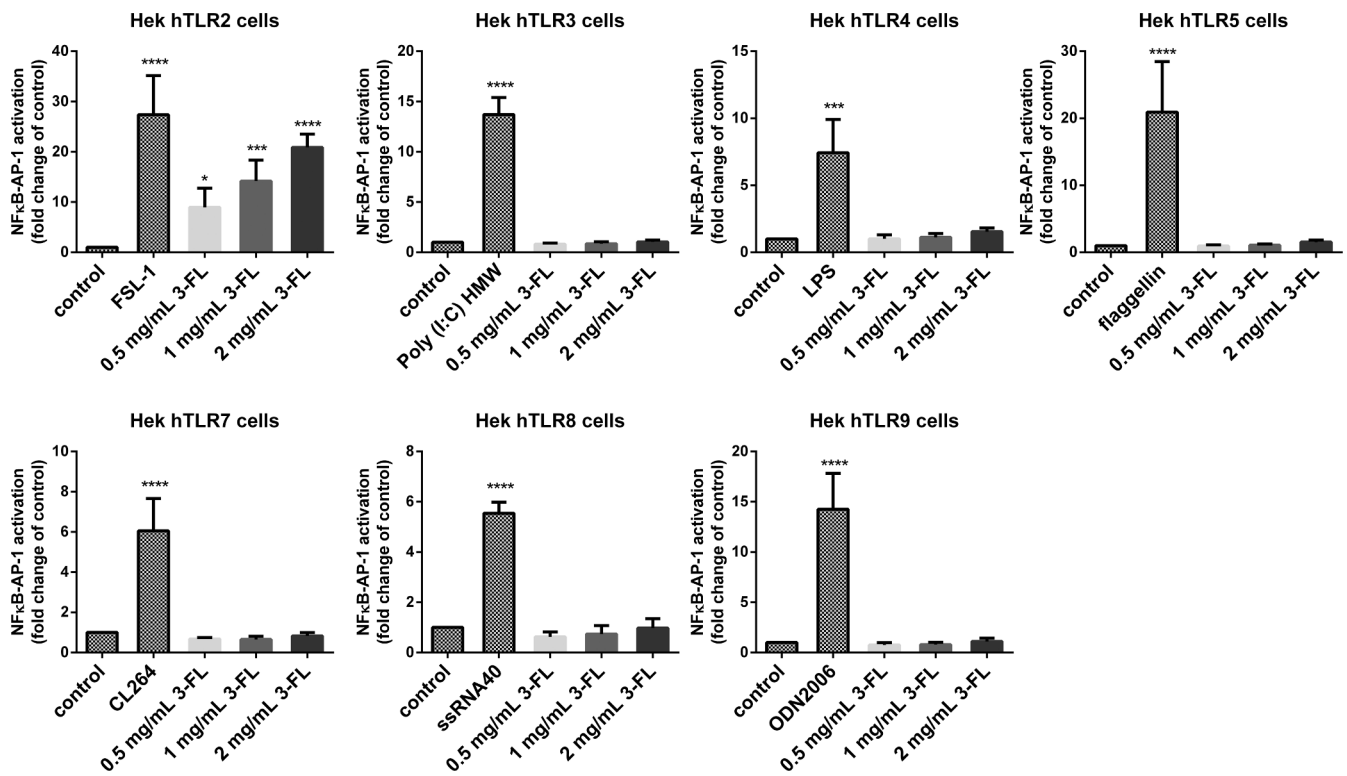 Hek hTLR2 cells
NFκB-AP-1 activation
(fold change of control)
40
30
20
10
0
****
*
***
****
control
FSL-1
0.5 mg/mL 3-FL
1 mg/mL 3-FL
2 mg/mL 3-FL
Hek hTLR3 cells
NFκB-AP-1 activation
(fold change of control)
20
15
10
5
0
****
control
Poly (I:C) HMW
0.5 mg/mL 3-FL
1 mg/mL 3-FL
2 mg/mL 3-FL
Hek hTLR4 cells
NFκB-AP-1 activation
(fold change of control)
15
10
5
0
***
control
LPS
0.5 mg/mL 3-FL
1 mg/mL 3-FL
2 mg/mL 3-FL
Hek hTLR5 cells
NFκB-AP-1 activation
(fold change of control)
30
20
10
0
****
control
flaggellin
0.5 mg/mL 3-FL
1 mg/mL 3-FL
2 mg/mL 3-FL
Hek hTLR7 cells
NFκB-AP-1 activation
(fold change of control)
10
8
6
4
2
0
****
control
CL264
0.5 mg/mL 3-FL
1 mg/mL 3-FL
2 mg/mL 3-FL
Hek hTLR8 cells
NFκB-AP-1 activation
(fold change of control)
8
6
4
2
0
****
control
ssRNA40
0.5 mg/mL 3-FL
1 mg/mL 3-FL
2 mg/mL 3-FL
Hek hTLR9 cells
NFκB-AP-1 activation
(fold change of control)
20
15
10
5
0
****
control
ODN2006
0.5 mg/mL 3-FL
1 mg/mL 3-FL
2 mg/mL 3-FL